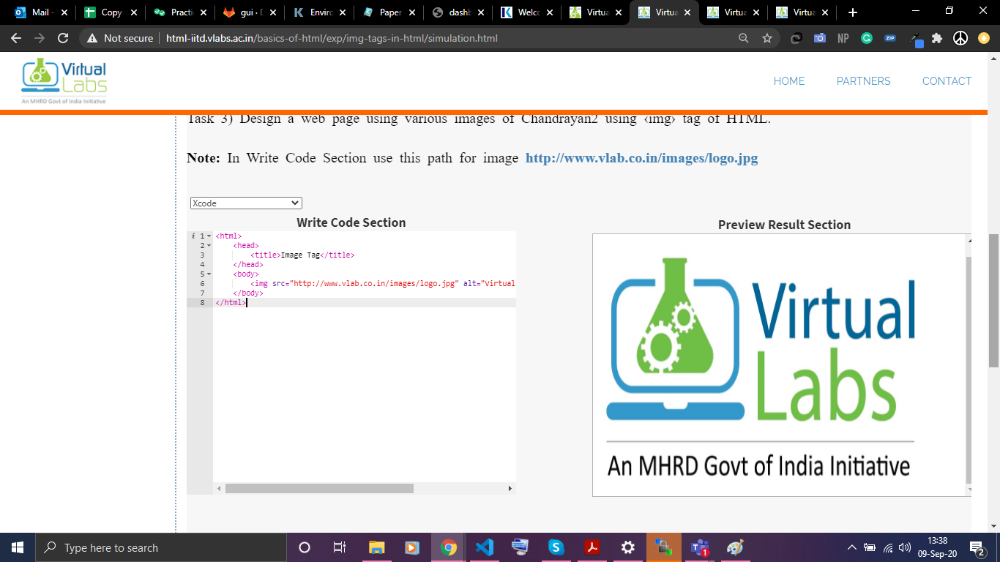 Mail -
Copy
Practi
gui · D
Enviro
Paper
dashb
Welco
Virtua
Virtua
Virtua
Virtua
Not secure
html-iitd.vlabs.ac.in/basics-of-html/exp/img-tags-in-html/simulation.html
NP
ZIP
Virtual
Labs
An MHRD Govt of India Initiative
HOME
PARTNERS
CONTACT
Task 3) Design a web page using various images of Chandrayan2 using ‹img› tag of HTML.
Note: In Write Code Section use this path for image http://www.vlab.co.in/images/logo.jpg
Xcode
Write Code Section
i 1 <html>
2 <head>
3 <title>Image Tag</title>
4 </head>
5 <body>
6 <img src="http://www.vlab.co.in/images/logo.jpg" alt="Virtual
7 </body>
8 </html>
Preview Result Section
Virtual
Labs
An MHRD Govt of India Initiative
Type here to search
1
13:38
09-Sep-20
2